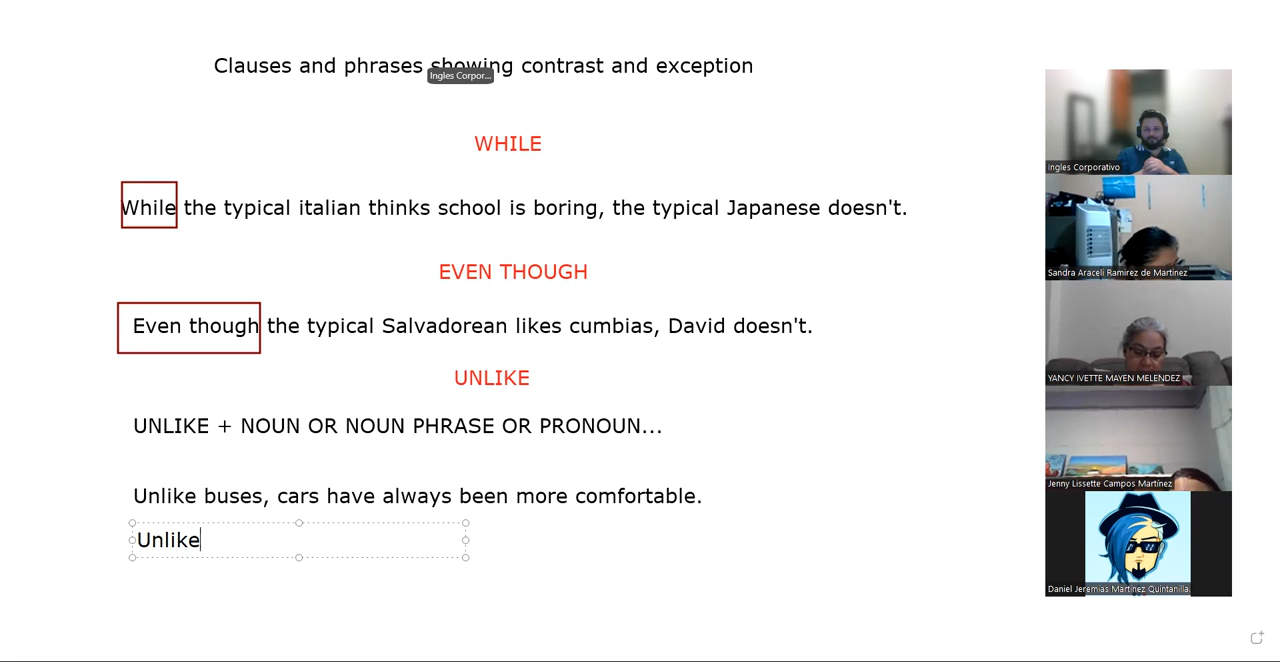 Clauses and phrases showing contrast and exception
Ingles Corpor...
WHILE
While the typical italian thinks school is boring, the typical Japanese doesn't.
EVEN THOUGH
Even though the typical Salvadorean likes cumbias, David doesn't.
UNLIKE
UNLIKE + NOUN OR NOUN PHRASE OR PRONOUN...
Unlike buses, cars have always been more comfortable.
Unlike
Ingles Corporativo
Sandra Araceli Ramirez de Martinez
YANCY IVETTE MAYEN MELENDEZ
Jenny Lissette Campos Martínez
Daniel Jeremias Martinez Quintanilla